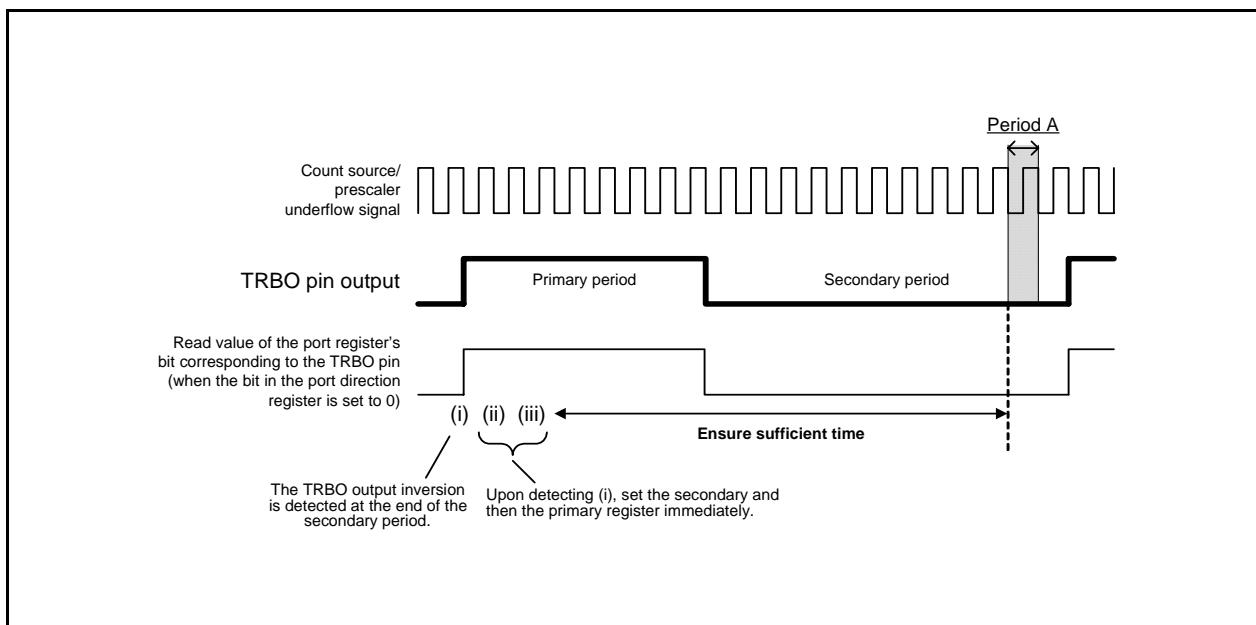 Period A
Count source/
prescaler
underflow signal
TRBO pin output
Primary period
Secondary period
Read value of the port register's
bit corresponding to the TRBO pin
(when the bit in the port direction
register is set to 0)
(i) (ii) (iii)
Ensure sufficient time
The TRBO output inversion
is detected at the end of the
secondary period.
Upon detecting (i), set the secondary and
then the primary register immediately.